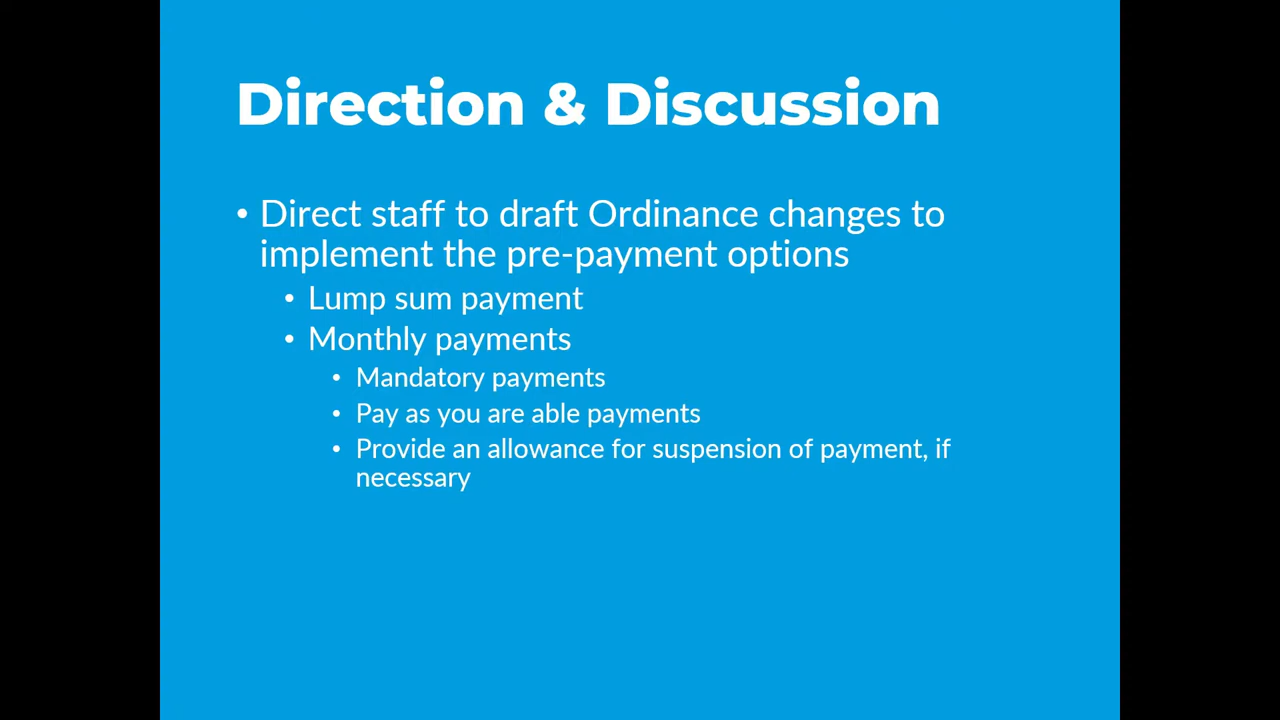 Direction & Discussion
• Direct staff to draft Ordinance changes to
implement the pre-payment options
• Lump sum payment
• Monthly payments
• Mandatory payments
• Pay as you are able payments
• Provide an allowance for suspension of payment, if
necessary